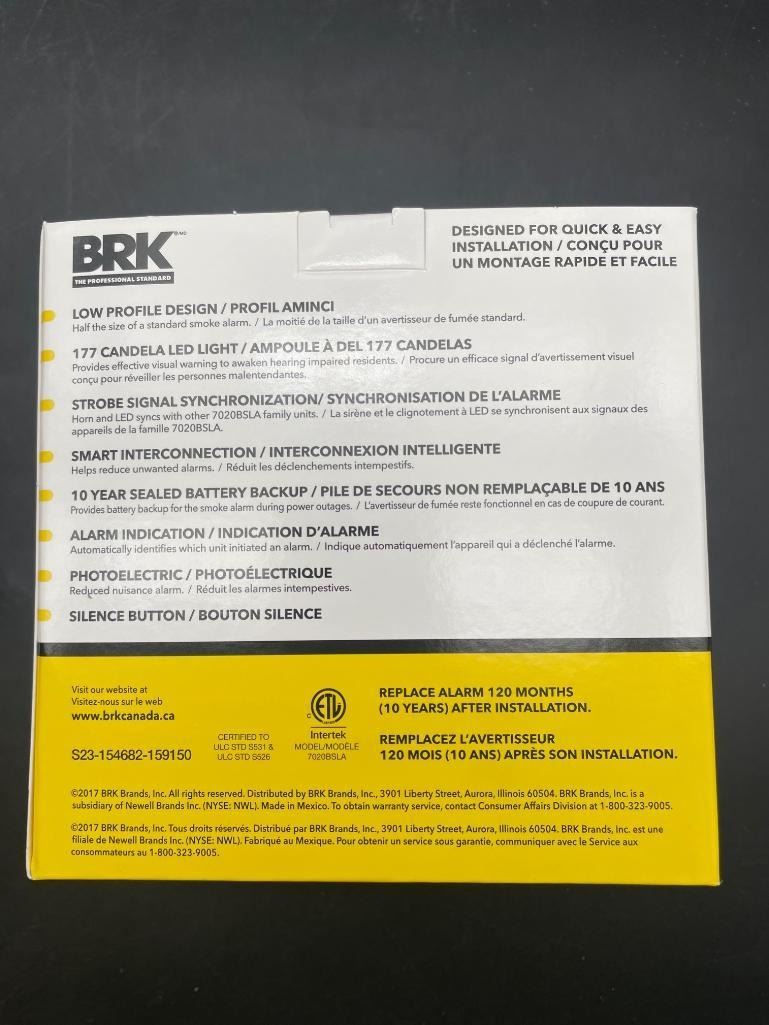 BRK ®/MD
THE PROFESSIONAL STANDARD
DESIGNED FOR QUICK & EASY
INSTALLATION / CONÇU POUR
UN MONTAGE RAPIDE ET FACILE
LOW PROFILE DESIGN / PROFIL AMINCI
Half the size of a standard smoke alarm. / La moitié de la taille d'un avertisseur de fumée standard.
177 CANDELA LED LIGHT / AMPOULE À DEL 177 CANDELAS
Provides effective visual warning to awaken hearing impaired residents. / Procure un efficace signal d'avertissement visuel
conçu pour réveiller les personnes malentendantes.
STROBE SIGNAL SYNCHRONIZATION/ SYNCHRONISATION DE L'ALARME
Horn and LED syncs with other 7020BSLA family units. / La sirène et le clignotement à LED se synchronisent aux signaux des
appareils de la famille 7020BSLA.
SMART INTERCONNECTION / INTERCONNEXION INTELLIGENTE
Helps reduce unwanted alarms. / Réduit les déclenchements intempestifs.
10 YEAR SEALED BATTERY BACKUP / PILE DE SECOURS NON REMPLAÇABLE DE 10 ANS
Provides battery backup for the smoke alarm during power outages. / L'avertisseur de fumée reste fonctionnel en cas de coupure de courant.
ALARM INDICATION / INDICATION D'ALARME
Automatically identifies which unit initiated an alarm. / Indique automatiquement l'appareil qui a déclenché l'alarme.
PHOTOELECTRIC / PHOTOÉLECTRIQUE
Reduced nuisance alarm. / Réduit les alarmes intempestives.
SILENCE BUTTON / BOUTON SILENCE
Visit our website at
Visitez-nous sur le web
www.brkcanada.ca
S23-154682-159150
CERTIFIED TO
ULC STD S531 &
ULC STD S526
C ETL
Intertek
MODEL/MODÈLE
7020BSLA
REPLACE ALARM 120 MONTHS
(10 YEARS) AFTER INSTALLATION.
REMPLACEZ L'AVERTISSEUR
120 MOIS (10 ANS) APRÈS SON INSTALLATION.
©2017 BRK Brands, Inc. All rights reserved. Distributed by BRK Brands, Inc., 3901 Liberty Street, Aurora, Illinois 60504. BRK Brands, Inc. is a
subsidiary of Newell Brands Inc. (NYSE: NWL). Made in Mexico. To obtain warranty service, contact Consumer Affairs Division at 1-800-323-9005.
©2017 BRK Brands, Inc. Tous droits réservés. Distribué par BRK Brands, Inc., 3901 Liberty Street, Aurora, Illinois 60504. BRK Brands, Inc. est une
filiale de Newell Brands Inc. (NYSE: NWL). Fabriqué au Mexique. Pour obtenir un service sous garantie, communiquer avec le Service aux
consommateurs au 1-800-323-9005.